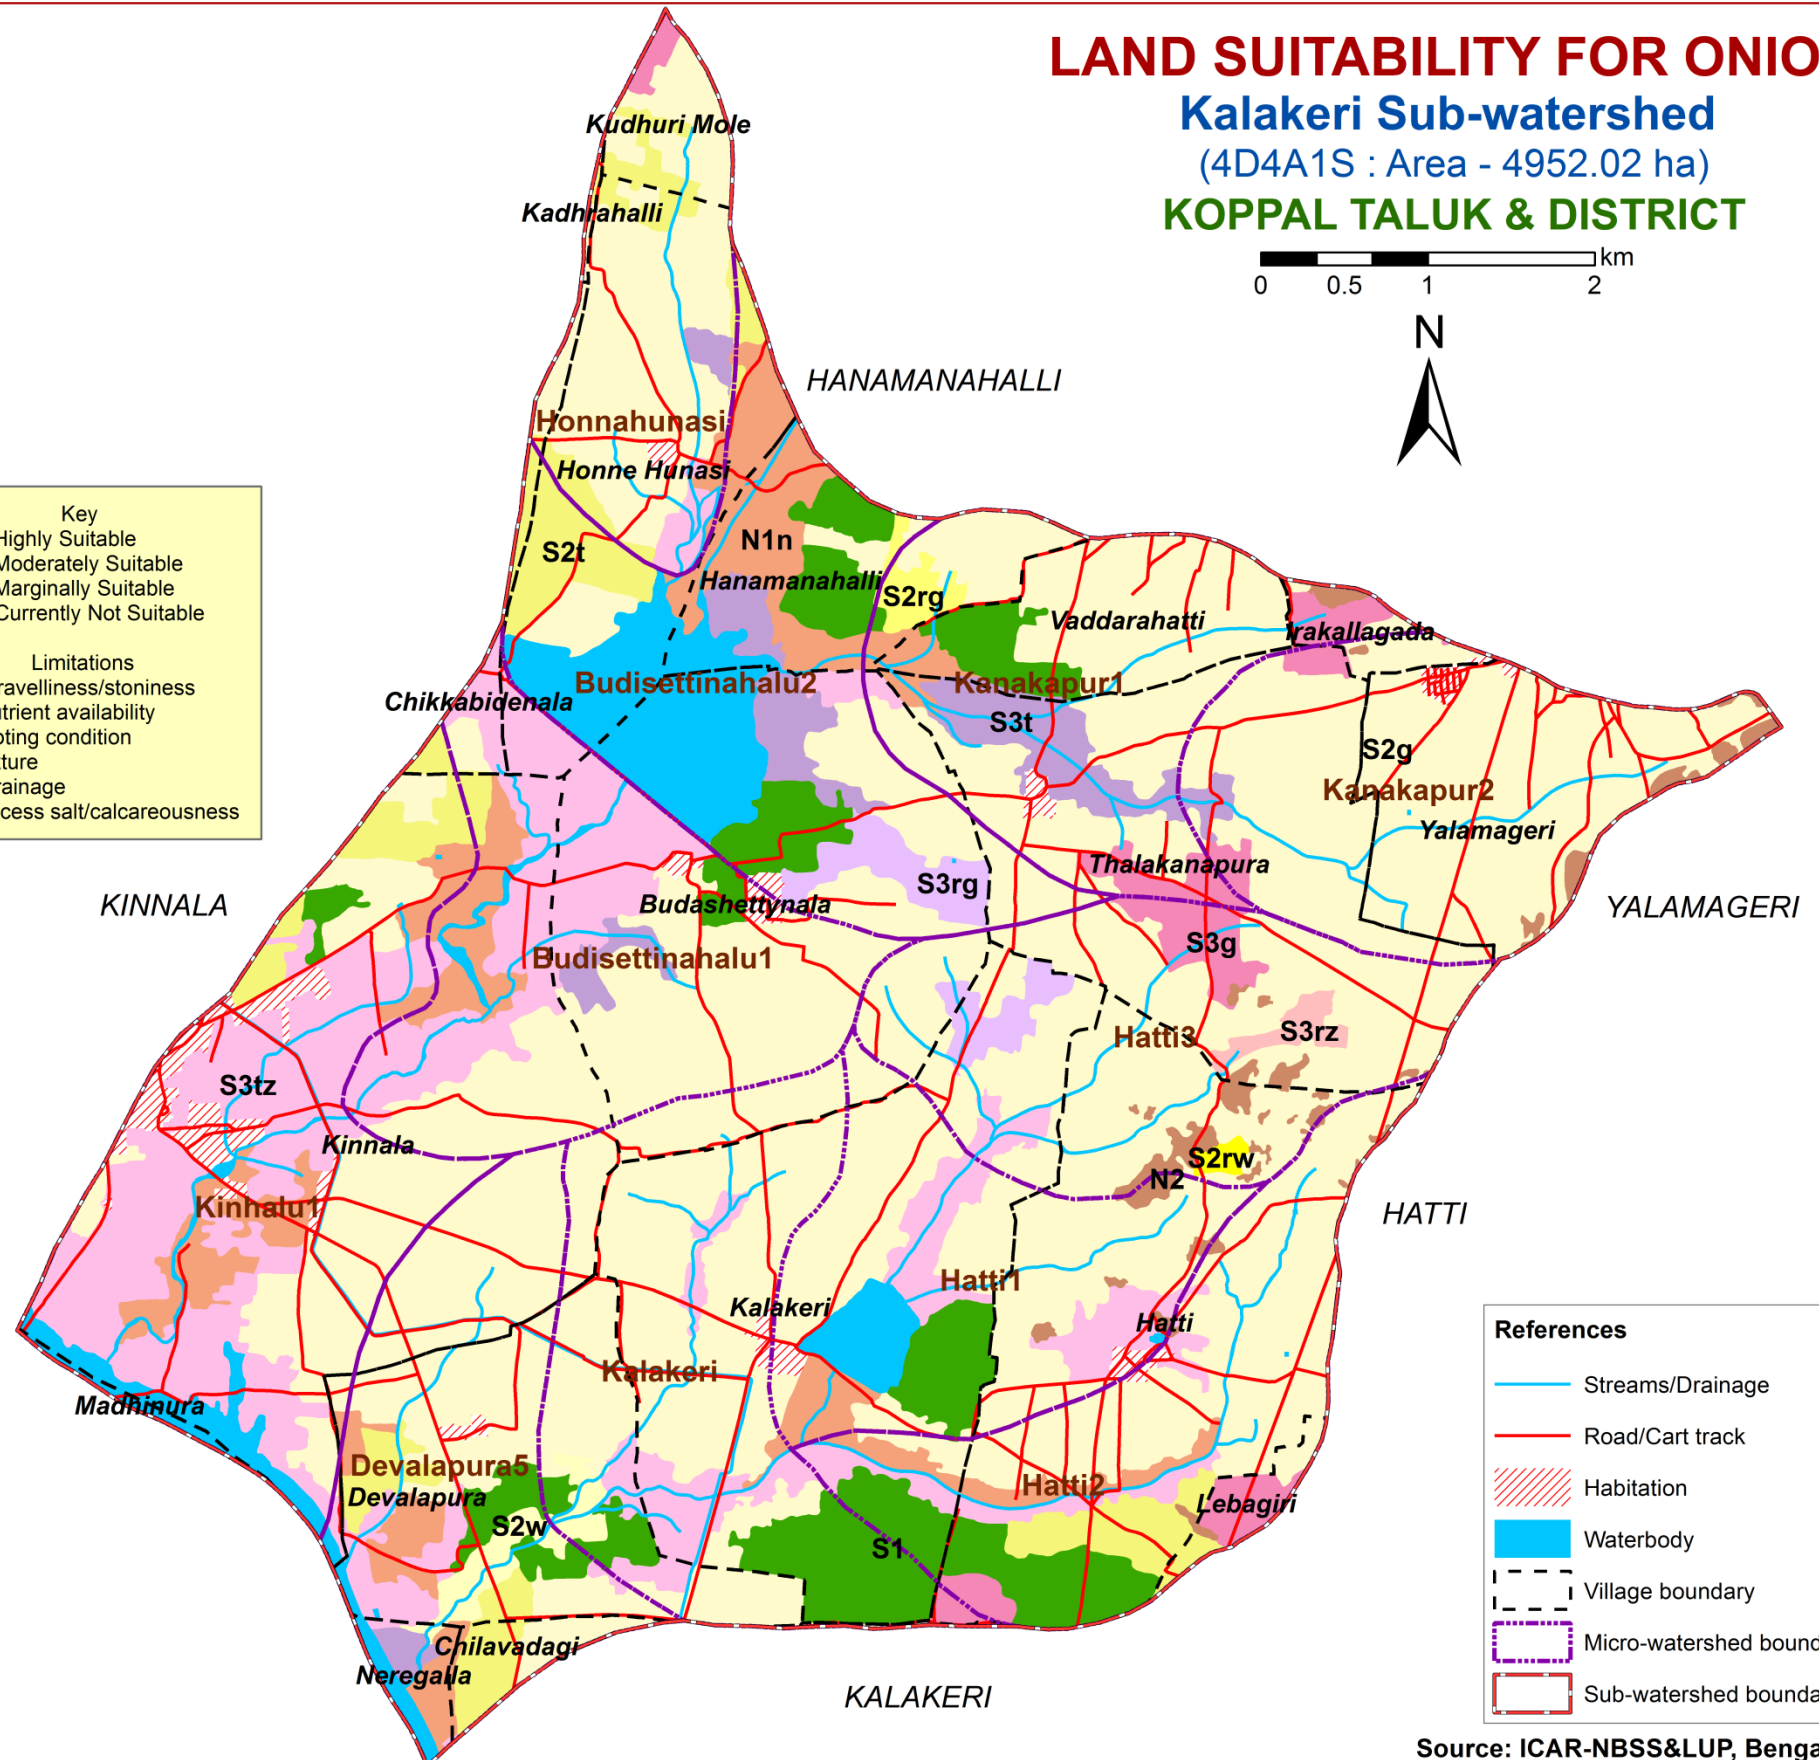 LAND SUITABILITY FOR ONIO
Kalakeri Sub-watershed
(4D4A1S : Area - 4952.02 ha)
KOPPAL TALUK & DISTRICT
km
0 0.5 1 2
N
Kudhuri Mole
Kadhrahalli
HANAMANAHALLI
Honnahunasi
Honne Hunasi
Key
Highly Suitable
Moderately Suitable
Marginally Suitable
Currently Not Suitable
Limitations
ravelliness/stoniness
utrient availability
oting condition
xture
rainage
cess salt/calcareousness
S2t
N1n
Hanamanahalli
S2rg
Vaddarahatti
Irakallagada
Budisettinahalu2
Kanakapur1
Chikkabidenala
S3t
S2g
Kanakapur2
Yalamageri
Thalakanapura
S3rg
KINNALA
Budashettynala
YALAMAGERI
S3g
Budisettinahalu1
S3rz
Hatti3
S3tz
Kinnala
S2rw
N2
Kinhalu1
HATTI
Hatti1
Kalakeri
Hatti
Kalakeri
Madhinura
Devalapura5
Devalapura
Hatti2
Lebagiri
S2w
S1
Chilavadagi
Neregalla
KALAKERI
References
Streams/Drainage
Road/Cart track
Habitation
Waterbody
Village boundary
Micro-watershed bound
Sub-watershed bounda
Source: ICAR-NBSS&LUP, Benga